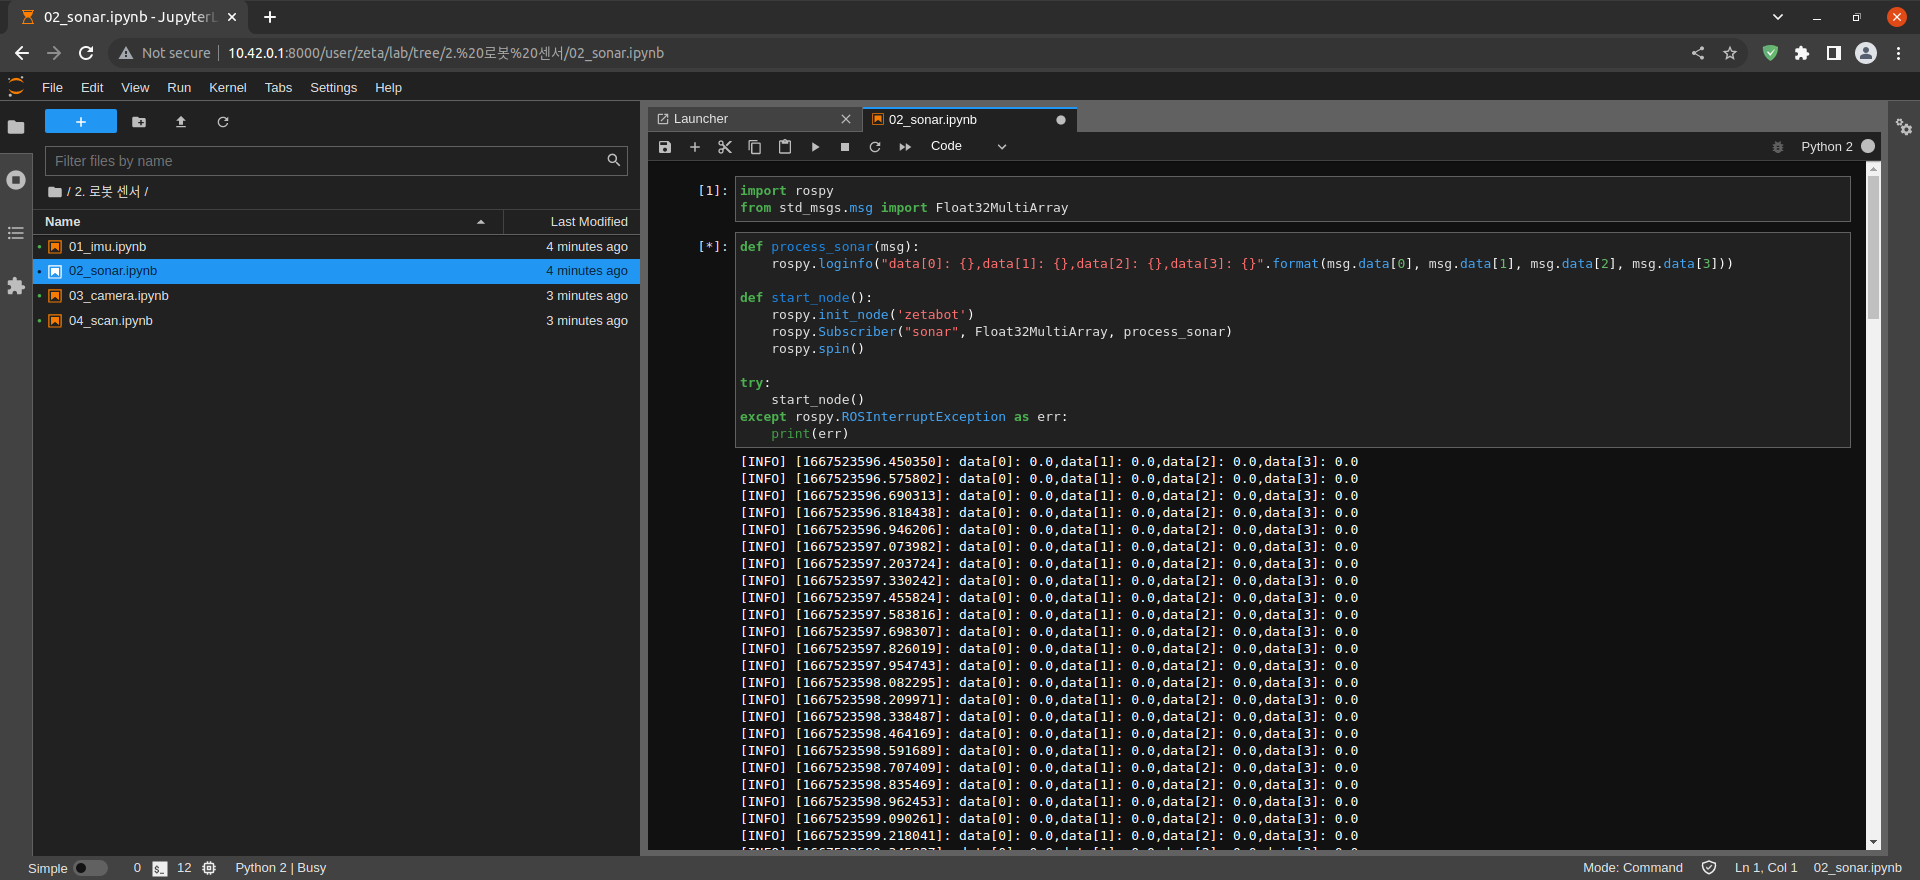 02_sonar.ipynb - JupyterL
Not secure 10.42.0.1:8000/user/zeta/lab/tree/2.%20로봇%20센서/02_sonar.ipynb
File Edit View Run Kernel Tabs Settings Help
Filter files by name
/ 2. 로봇 센서 /
Name Last Modified
01_imu.ipynb 4 minutes ago
02_sonar.ipynb 4 minutes ago
03_camera.ipynb 3 minutes ago
04_scan.ipynb 3 minutes ago
Launcher 02_sonar.ipynb
Code Python 2
[1]: import rospy
from std_msgs.msg import Float32MultiArray
[*]: def process_sonar(msg):
rospy.loginfo("data[0]: {},data[1]: {},data[2]: {},data[3]: {}".format(msg.data[0], msg.data[1], msg.data[2], msg.data[3]))
def start_node():
rospy.init_node('zetabot')
rospy.Subscriber("sonar", Float32MultiArray, process_sonar)
rospy.spin()
try:
start_node()
except rospy.ROSInterruptException as err:
print(err)
[INFO] [1667523596.450350]: data[0]: 0.0,data[1]: 0.0,data[2]: 0.0,data[3]: 0.0
[INFO] [1667523596.575802]: data[0]: 0.0,data[1]: 0.0,data[2]: 0.0,data[3]: 0.0
[INFO] [1667523596.690313]: data[0]: 0.0,data[1]: 0.0,data[2]: 0.0,data[3]: 0.0
[INFO] [1667523596.818438]: data[0]: 0.0,data[1]: 0.0,data[2]: 0.0,data[3]: 0.0
[INFO] [1667523596.946206]: data[0]: 0.0,data[1]: 0.0,data[2]: 0.0,data[3]: 0.0
[INFO] [1667523597.073982]: data[0]: 0.0,data[1]: 0.0,data[2]: 0.0,data[3]: 0.0
[INFO] [1667523597.203724]: data[0]: 0.0,data[1]: 0.0,data[2]: 0.0,data[3]: 0.0
[INFO] [1667523597.330242]: data[0]: 0.0,data[1]: 0.0,data[2]: 0.0,data[3]: 0.0
[INFO] [1667523597.455824]: data[0]: 0.0,data[1]: 0.0,data[2]: 0.0,data[3]: 0.0
[INFO] [1667523597.583816]: data[0]: 0.0,data[1]: 0.0,data[2]: 0.0,data[3]: 0.0
[INFO] [1667523597.698307]: data[0]: 0.0,data[1]: 0.0,data[2]: 0.0,data[3]: 0.0
[INFO] [1667523597.826019]: data[0]: 0.0,data[1]: 0.0,data[2]: 0.0,data[3]: 0.0
[INFO] [1667523597.954743]: data[0]: 0.0,data[1]: 0.0,data[2]: 0.0,data[3]: 0.0
[INFO] [1667523598.082295]: data[0]: 0.0,data[1]: 0.0,data[2]: 0.0,data[3]: 0.0
[INFO] [1667523598.209971]: data[0]: 0.0,data[1]: 0.0,data[2]: 0.0,data[3]: 0.0
[INFO] [1667523598.338487]: data[0]: 0.0,data[1]: 0.0,data[2]: 0.0,data[3]: 0.0
[INFO] [1667523598.464169]: data[0]: 0.0,data[1]: 0.0,data[2]: 0.0,data[3]: 0.0
[INFO] [1667523598.591689]: data[0]: 0.0,data[1]: 0.0,data[2]: 0.0,data[3]: 0.0
[INFO] [1667523598.707409]: data[0]: 0.0,data[1]: 0.0,data[2]: 0.0,data[3]: 0.0
[INFO] [1667523598.835469]: data[0]: 0.0,data[1]: 0.0,data[2]: 0.0,data[3]: 0.0
[INFO] [1667523598.962453]: data[0]: 0.0,data[1]: 0.0,data[2]: 0.0,data[3]: 0.0
[INFO] [1667523599.090261]: data[0]: 0.0,data[1]: 0.0,data[2]: 0.0,data[3]: 0.0
[INFO] [1667523599.218041]: data[0]: 0.0,data[1]: 0.0,data[2]: 0.0,data[3]: 0.0
Simple 0 12 Python 2 | Busy Mode: Command Ln 1, Col 1 02_sonar.ipynb